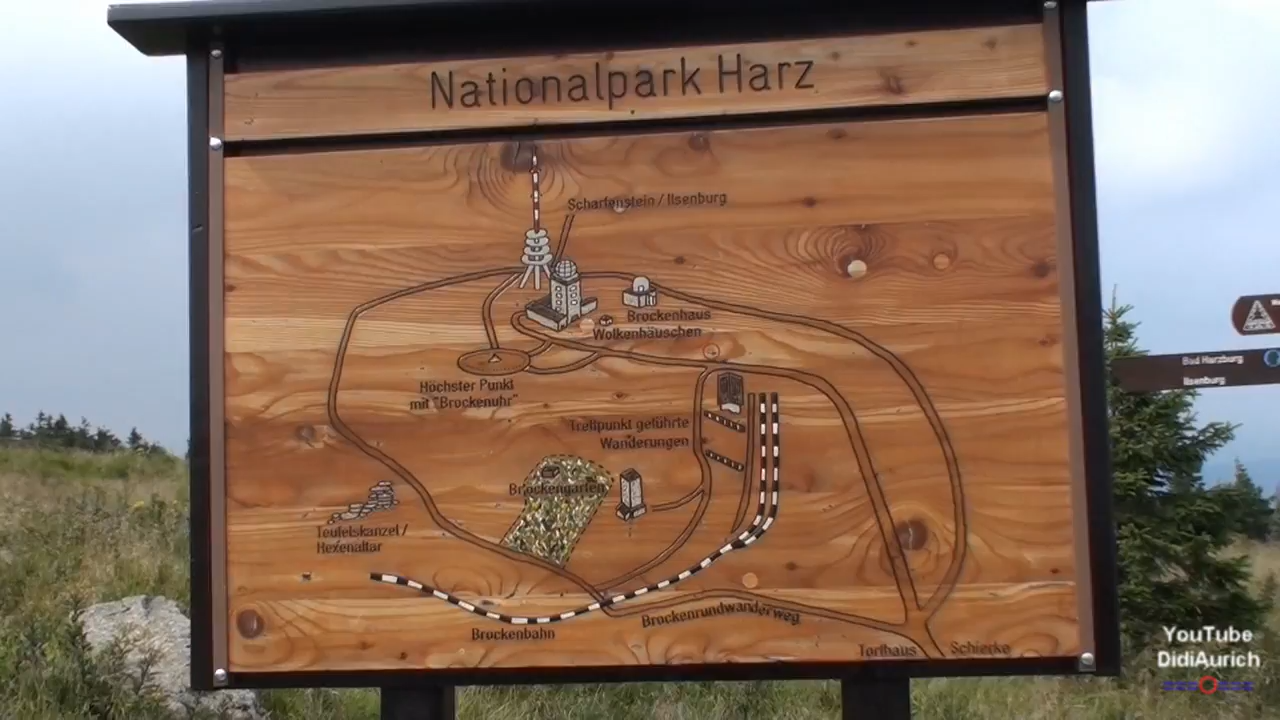 Nationalpark Harz
Scharfenstein / Ilsenburg
Brockenhaus
Wolkenhäuschen
Höchster Punkt
mit "Brockenuhr"
Treffpunkt geführte
Wanderungen
Brockengarten
Teufelskanzel /
Hexenaltar
Brockenbahn
Brockenrundwanderweg
Torfhaus
Schierke
Bad Harzburg
Ilsenburg
YouTube
DidiAurich